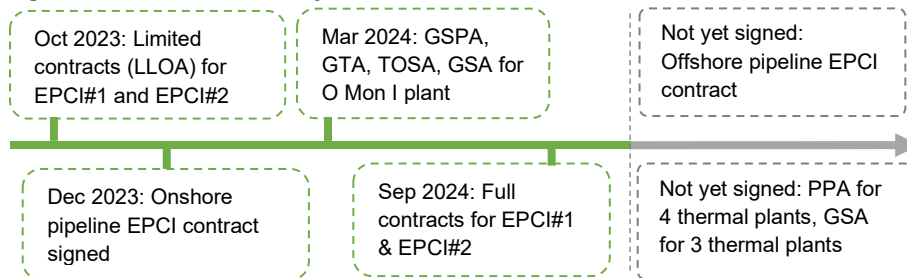 Oct 2023: Limited
contracts (LLOA) for
EPCI#1 and EPCI#2
Mar 2024: GSPA,
GTA, TOSA, GSA for
O Mon I plant
Not yet signed:
Offshore pipeline EPCI
contract
Dec 2023: Onshore
pipeline EPCI contract
signed
Sep 2024: Full
contracts for EPCI#1
& EPCI#2
Not yet signed: PPA for
4 thermal plants, GSA
for 3 thermal plants